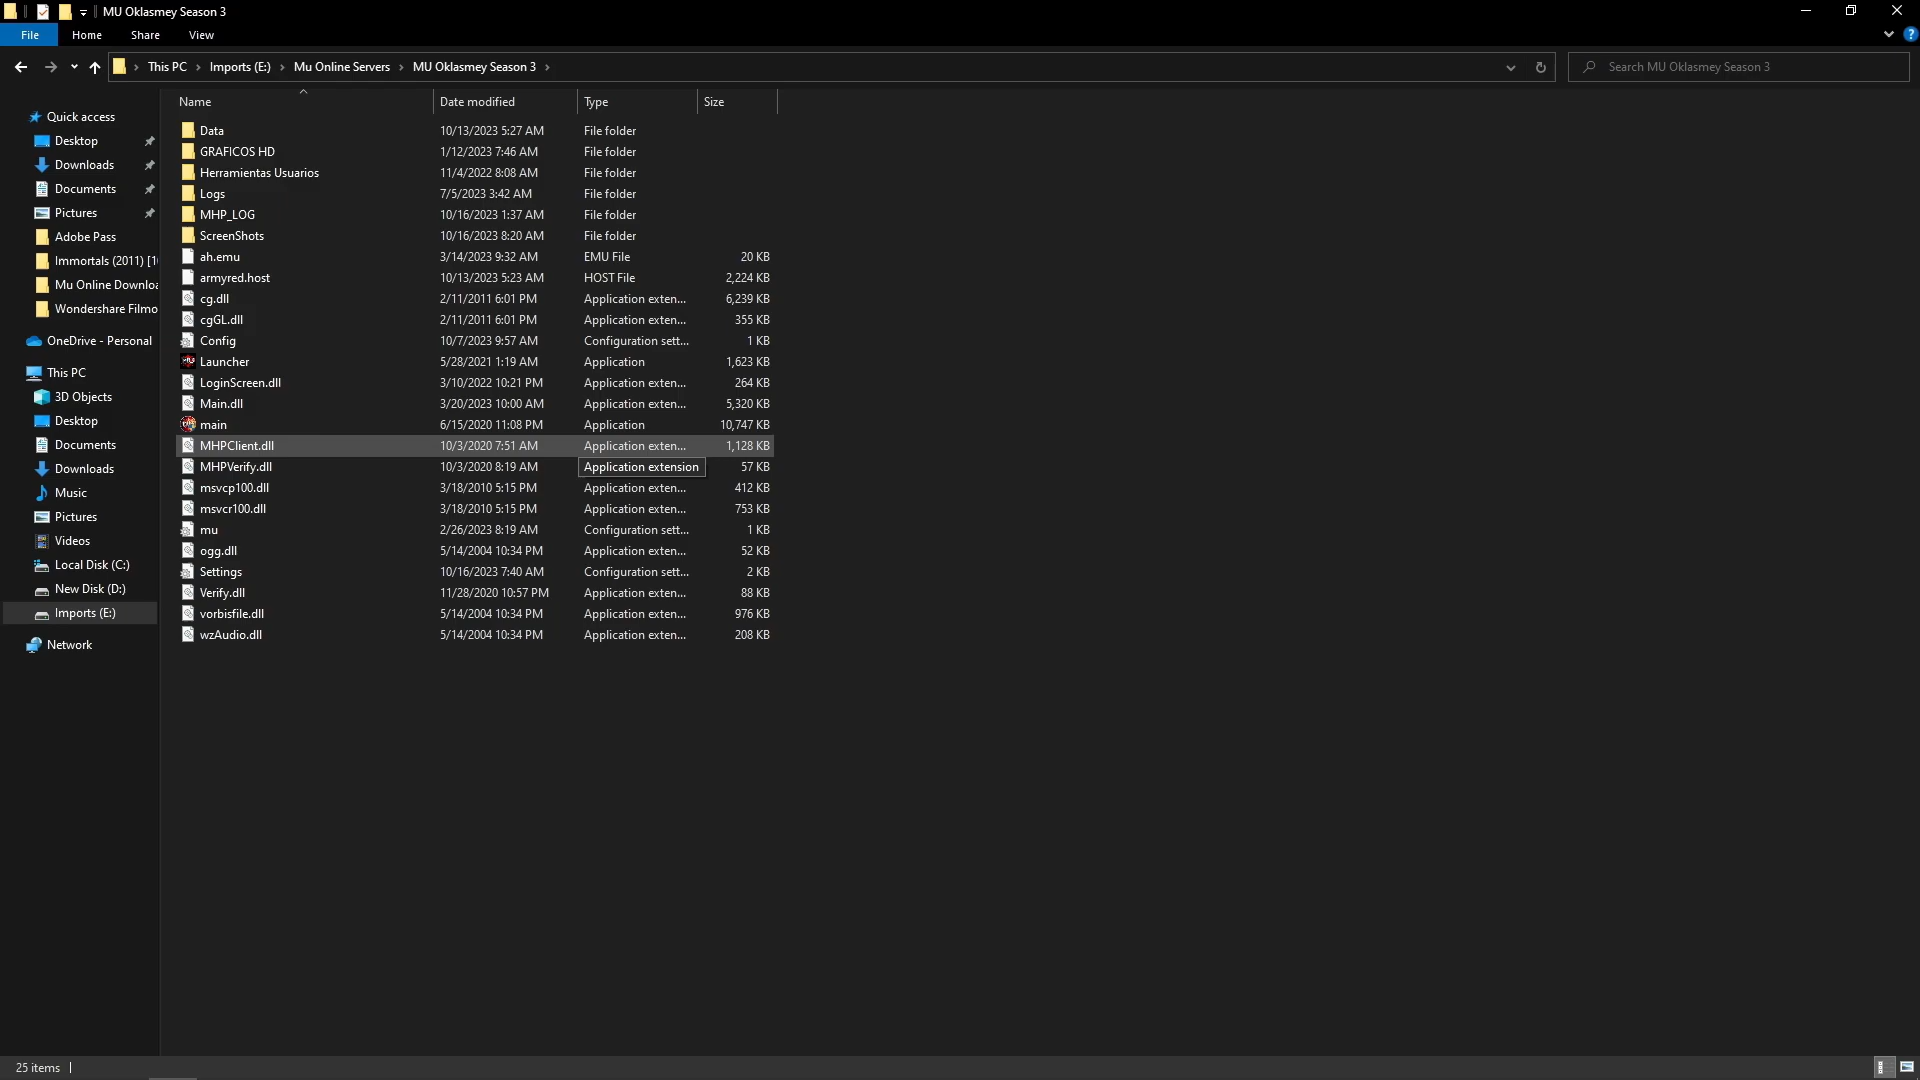 MU Oklasmey Season 3
File Home Share View
This PC Imports (E:) Mu Online Servers MU Oklasmey Season 3
Search MU Oklasmey Season 3
Name Date modified Type Size
Quick access
Desktop
Downloads
Documents
Pictures
Adobe Pass
Immortals (2011) [1
Mu Online Downloa
Wondershare Filmo
OneDrive - Personal
This PC
3D Objects
Desktop
Documents
Downloads
Music
Pictures
Videos
Local Disk (C:)
New Disk (D:)
Imports (E:)
Network
Data 10/13/2023 5:27 AM File folder
GRAFICOS HD 1/12/2023 7:46 AM File folder
Herramientas Usuarios 11/4/2022 8:08 AM File folder
Logs 7/5/2023 3:42 AM File folder
MHP_LOG 10/16/2023 1:37 AM File folder
ScreenShots 10/16/2023 8:20 AM File folder
ah.emu 3/14/2023 9:32 AM EMU File 20 KB
armyred.host 10/13/2023 5:23 AM HOST File 2,224 KB
cg.dll 2/11/2011 6:01 PM Application exten... 6,239 KB
cgGL.dll 2/11/2011 6:01 PM Application exten... 355 KB
Config 10/7/2023 9:57 AM Configuration sett... 1 KB
Launcher 5/28/2021 1:19 AM Application 1,623 KB
LoginScreen.dll 3/10/2022 10:21 PM Application exten... 264 KB
Main.dll 3/20/2023 10:00 AM Application exten... 5,320 KB
main 6/15/2020 11:08 PM Application 10,747 KB
MHPClient.dll 10/3/2020 7:51 AM Application exten... 1,128 KB
MHPVerify.dll 10/3/2020 8:19 AM Application extension 57 KB
msvcp100.dll 3/18/2010 5:15 PM Application exten... 412 KB
msvcr100.dll 3/18/2010 5:15 PM Application exten... 753 KB
mu 2/26/2023 8:19 AM Configuration sett... 1 KB
ogg.dll 5/14/2004 10:34 PM Application exten... 52 KB
Settings 10/16/2023 7:40 AM Configuration sett... 2 KB
Verify.dll 11/28/2020 10:57 PM Application exten... 88 KB
vorbisfile.dll 5/14/2004 10:34 PM Application exten... 976 KB
wzAudio.dll 5/14/2004 10:34 PM Application exten... 208 KB
25 items